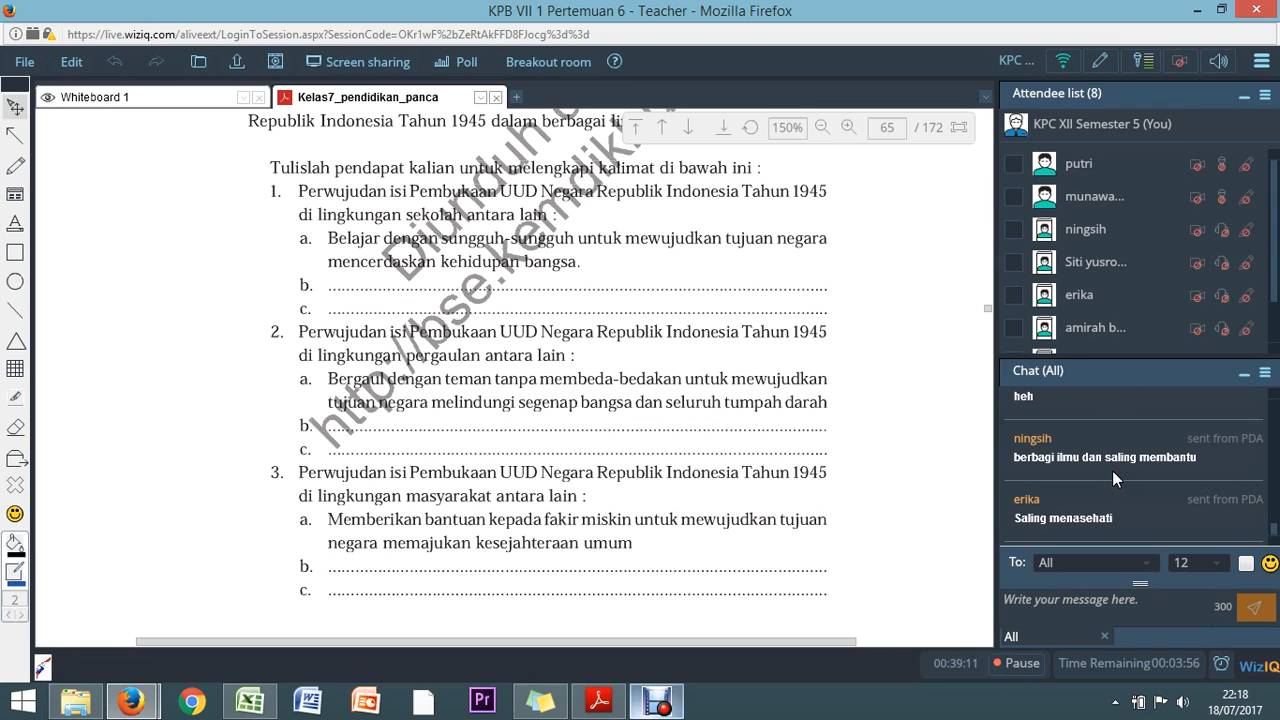 KPB VII 1 Pertemuan 6 - Teacher - Mozilla Firefox
https://live.wiziq.com/aliveext/LoginToSession.aspx?SessionCode=OKr1wF%2bZeRtAkFFD8FJocg%3d%3d
File Edit Screen sharing Poll Breakout room ? KPC ...
Whiteboard 1 Kelas7_pendidikan_panca
Attendee list (8)
Republik Indonesia Tahun 1945 dalam berbagai li
150% 65 / 172
KPC XII Semester 5 (You)
Tulislah pendapat kalian untuk melengkapi kalimat di bawah ini :
1. Perwujudan isi Pembukaan UUD Negara Republik Indonesia Tahun 1945
di lingkungan sekolah antara lain :
a. Belajar dengan sungguh-sungguh untuk mewujudkan tujuan negara
mencerdaskan kehidupan bangsa.
b. ..........................................................................................................
c. ..........................................................................................................
2. Perwujudan isi Pembukaan UUD Negara Republik Indonesia Tahun 1945
di lingkungan pergaulan antara lain :
a. Bergaul dengan teman tanpa membeda-bedakan untuk mewujudkan
tujuan negara melindungi segenap bangsa dan seluruh tumpah darah
b. ..........................................................................................................
c. ..........................................................................................................
3. Perwujudan isi Pembukaan UUD Negara Republik Indonesia Tahun 1945
di lingkungan masyarakat antara lain :
a. Memberikan bantuan kepada fakir miskin untuk mewujudkan tujuan
negara memajukan kesejahteraan umum
b. ..........................................................................................................
c. ..........................................................................................................
Diunduh
http://bse.kemdik
putri
munawa...
ningsih
Siti yusro...
erika
amirah b...
Chat (All)
heh
ningsih sent from PDA
berbagi ilmu dan saling membantu
erika sent from PDA
Saling menasehati
To: All 12
Write your message here. 300
All
2
00:39:11 Pause Time Remaining 00:03:56 WizIQ
W P Pr
22:18
18/07/2017